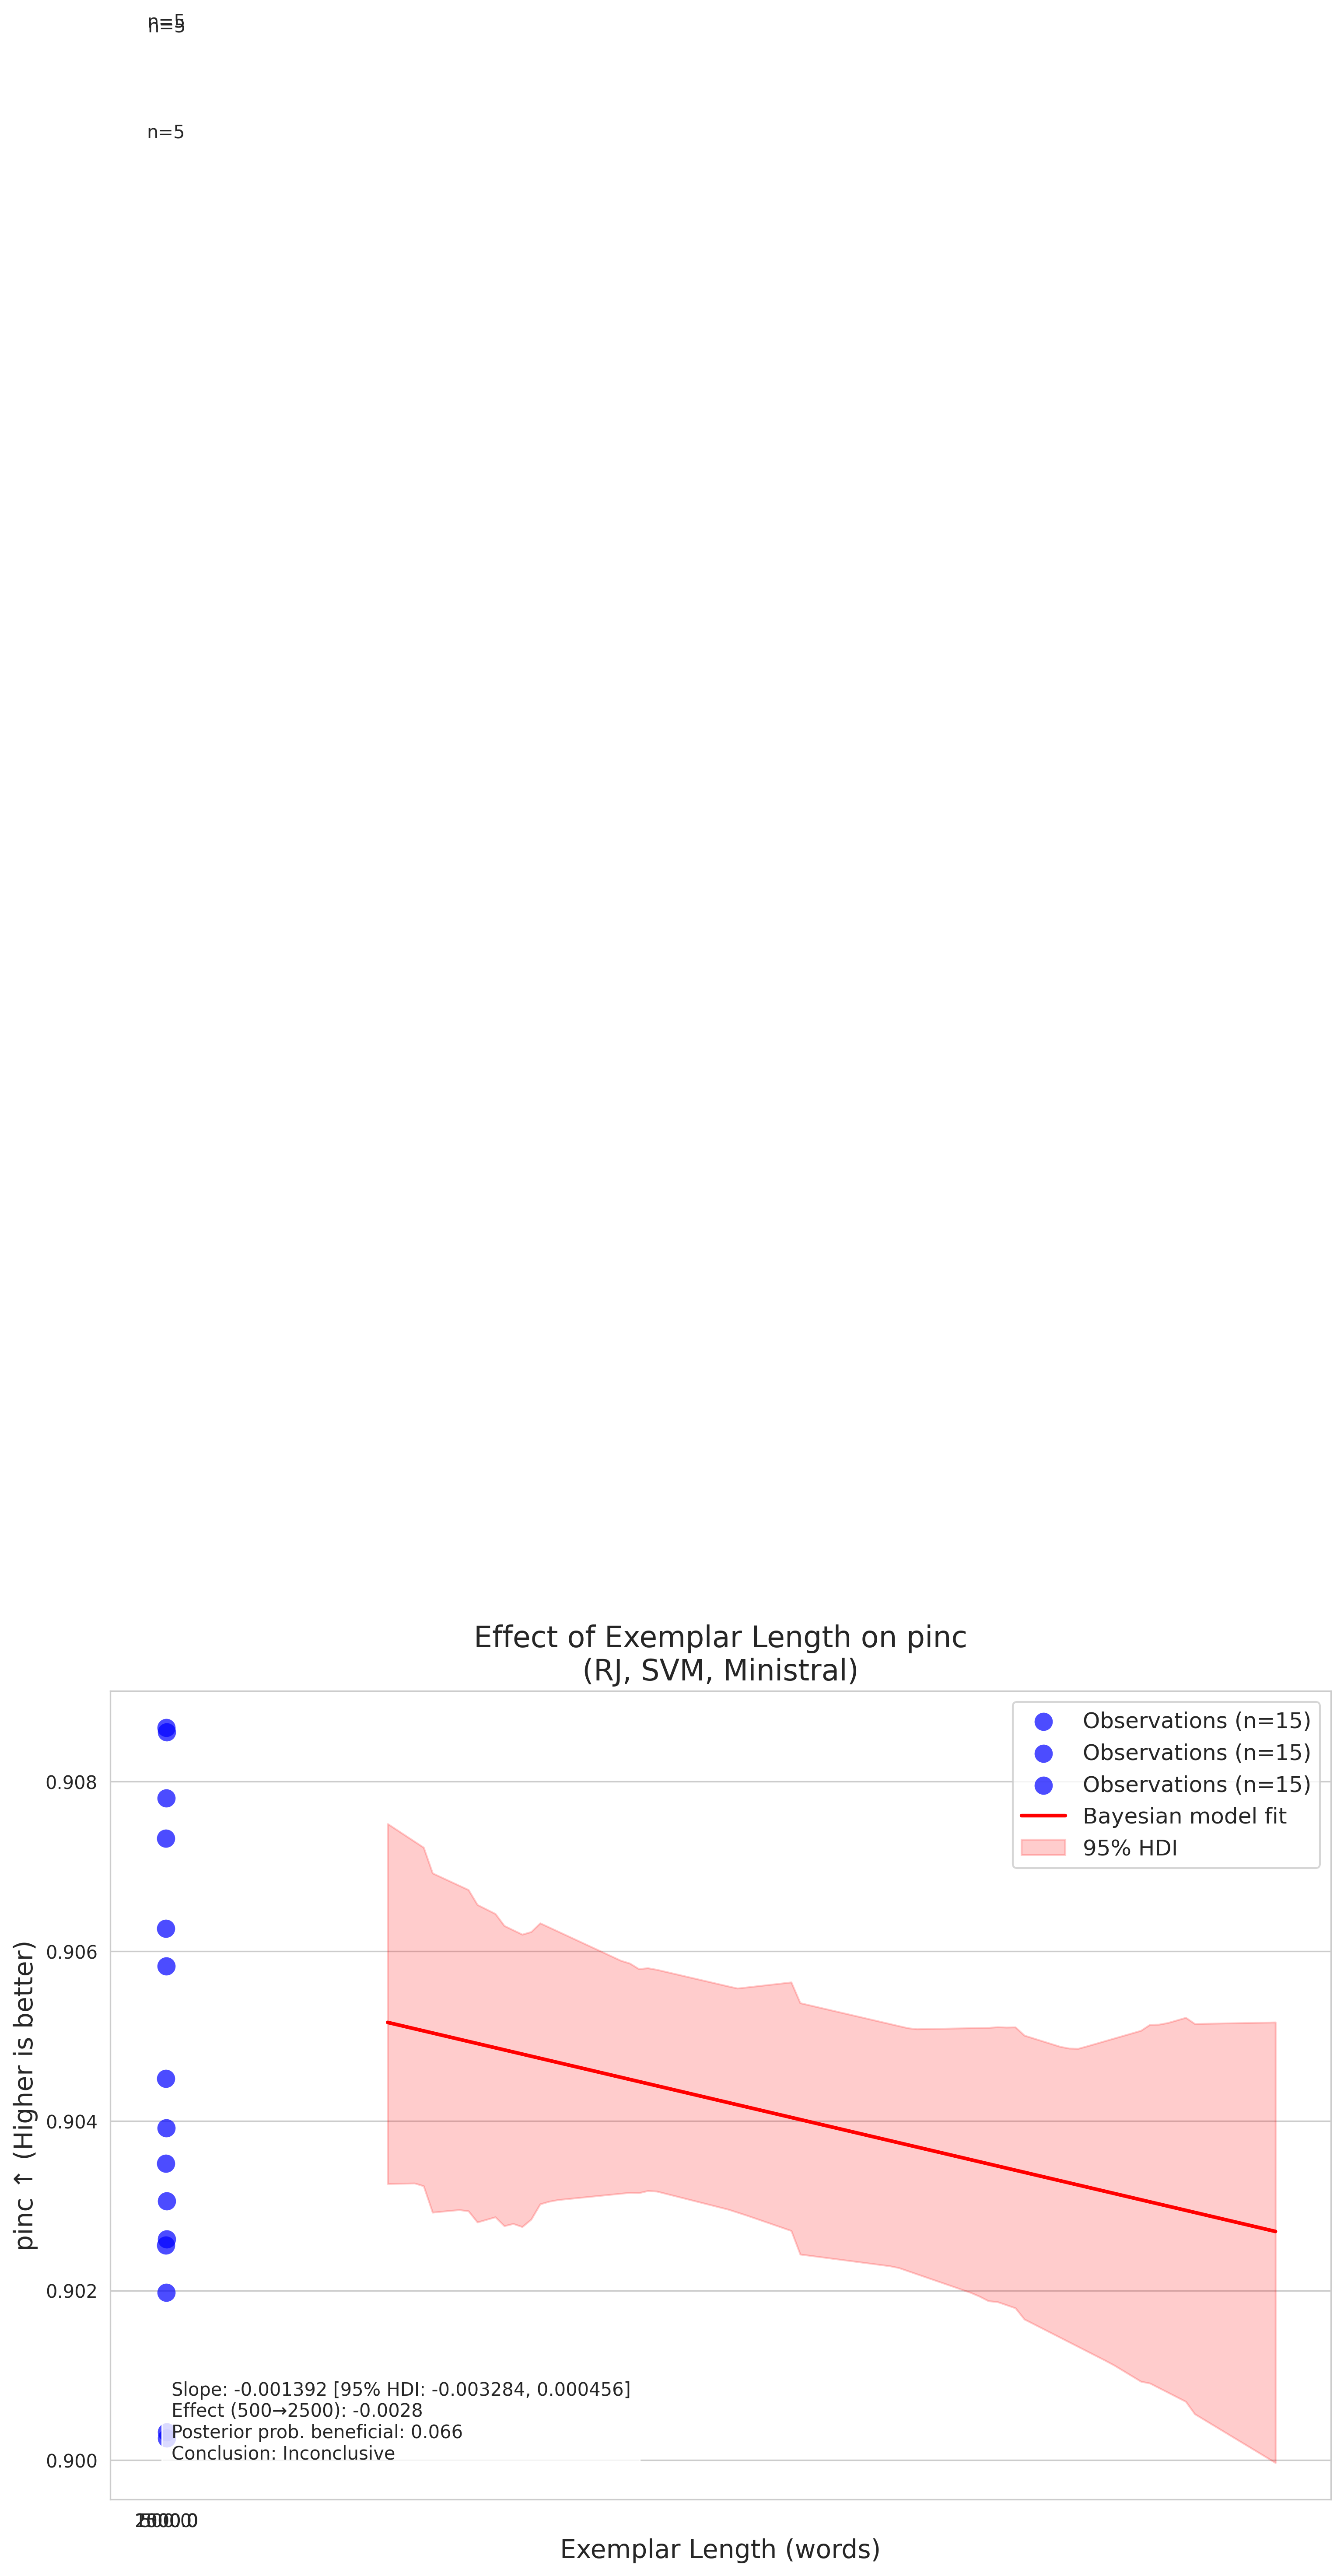 n=5
n=5
n=5
Effect of Exemplar Length on pinc
(RJ, SVM, Ministral)
Observations (n=15)
Observations (n=15)
Observations (n=15)
Bayesian model fit
95% HDI
pinc ↑ (Higher is better)
0.908
0.906
0.904
0.902
0.900
Slope: -0.001392 [95% HDI: -0.003284, 0.000456]
Effect (500→2500): -0.0028
Posterior prob. beneficial: 0.066
Conclusion: Inconclusive
Exemplar Length (words)